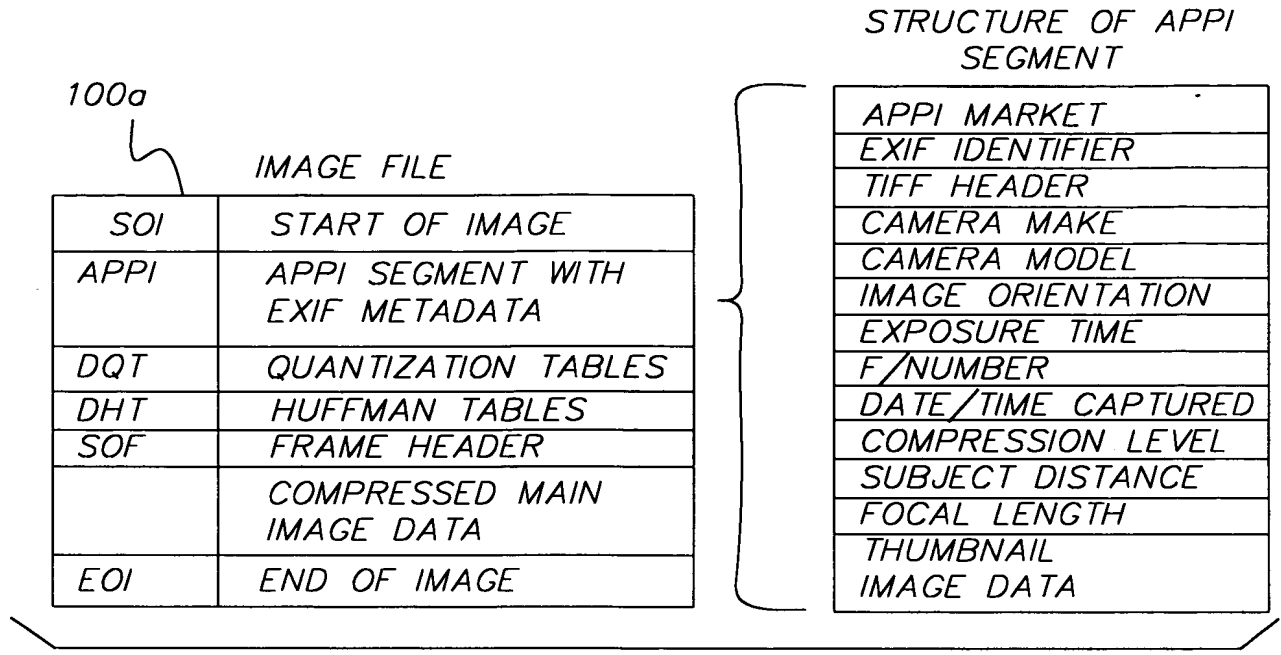 100a
IMAGE FILE
SOI START OF IMAGE
APPI APPI SEGMENT WITH
EXIF METADATA
DQT QUANTIZATION TABLES
DHT HUFFMAN TABLES
SOF FRAME HEADER
COMPRESSED MAIN
IMAGE DATA
EOI END OF IMAGE
STRUCTURE OF APPI
SEGMENT
APPI MARKET
EXIF IDENTIFIER
TIFF HEADER
CAMERA MAKE
CAMERA MODEL
IMAGE ORIENTATION
EXPOSURE TIME
F/NUMBER
DATE/TIME CAPTURED
COMPRESSION LEVEL
SUBJECT DISTANCE
FOCAL LENGTH
THUMBNAIL
IMAGE DATA